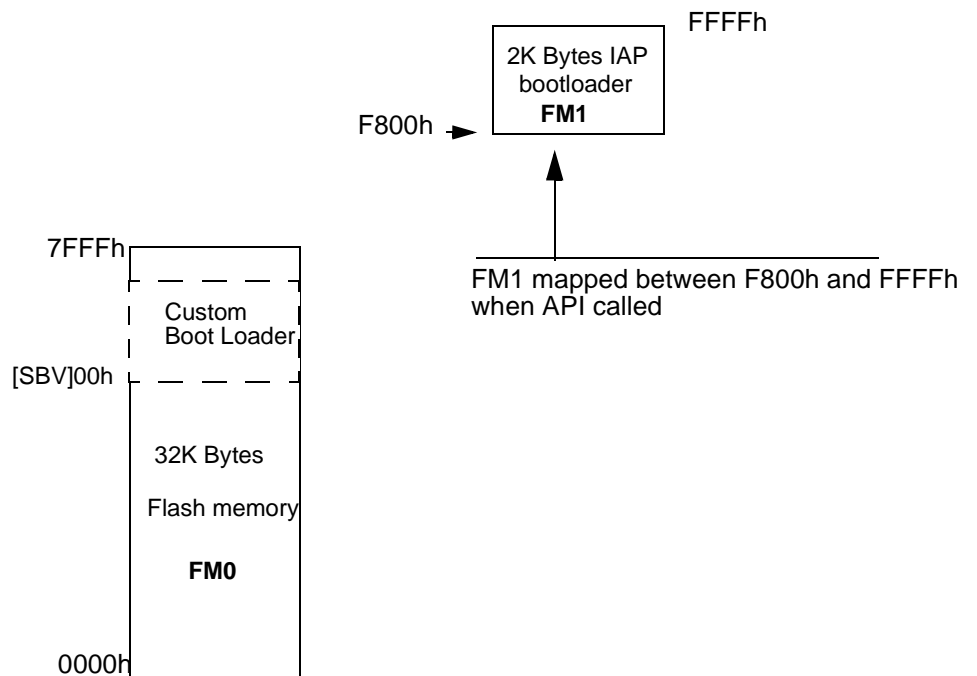 FFFFh
2K Bytes IAP
bootloader
FM1
F800h
7FFFh
FM1 mapped between F800h and FFFFh
when API called
Custom
Boot Loader
[SBV]00h
32K Bytes
Flash memory
FM0
0000h